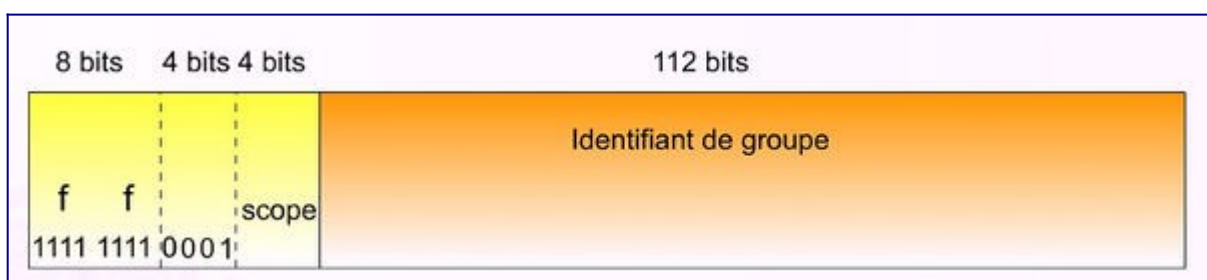 8 bits 4 bits 4 bits 112 bits
Identifiant de groupe
f f
scope
1111 1111 0001